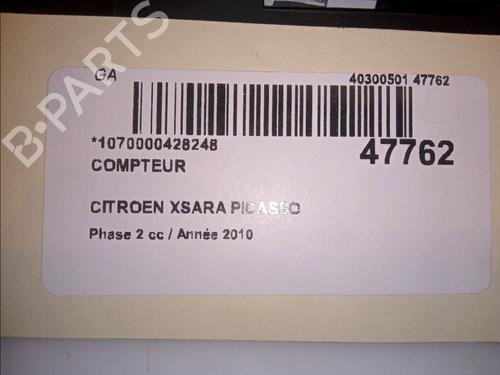 B-PARTS
GA 40300501 47762
*1070000428248 47762
COMPTEUR
CITROEN XSARA PICASSO
Phase 2 cc / Année 2010